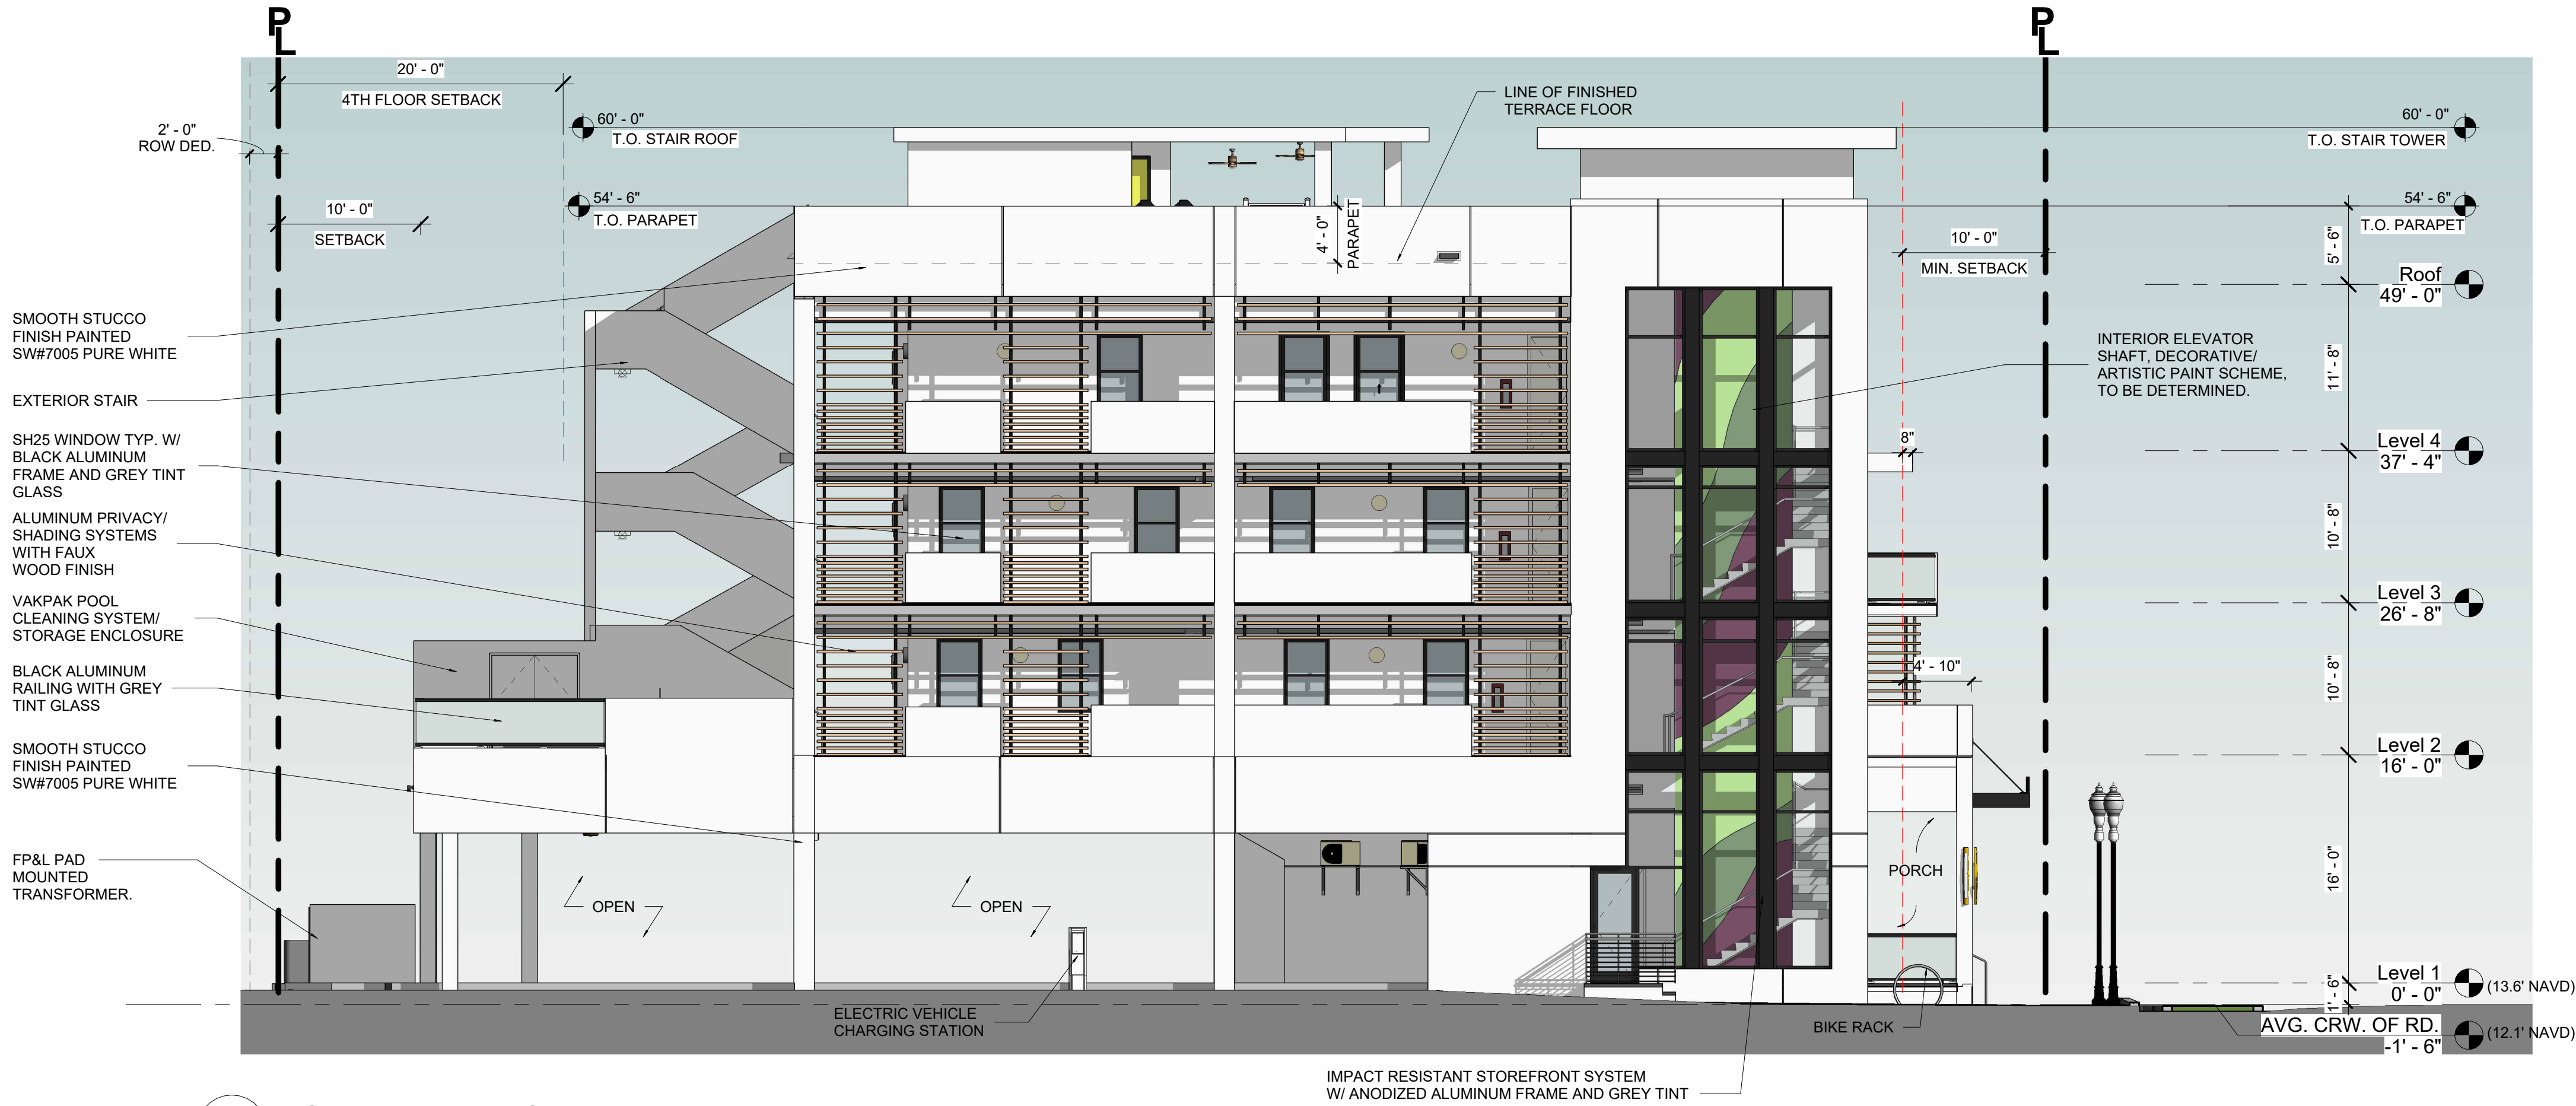 PL
PL
20' - 0"
4TH FLOOR SETBACK
2' - 0"
ROW DED.
10' - 0"
SETBACK
60' - 0"
T.O. STAIR ROOF
54' - 6"
T.O. PARAPET
LINE OF FINISHED
TERRACE FLOOR
4' - 0"
PARAPET
60' - 0"
T.O. STAIR TOWER
54' - 6"
T.O. PARAPET
10' - 0"
MIN. SETBACK
5' - 6"
Roof
49' - 0"
11' - 8"
Level 4
37' - 4"
10' - 8"
Level 3
26' - 8"
10' - 8"
Level 2
16' - 0"
16' - 0"
Level 1
0' - 0"
(13.6' NAVD)
1' - 6"
AVG. CRW. OF RD.
-1' - 6"
(12.1' NAVD)
INTERIOR ELEVATOR
SHAFT, DECORATIVE/
ARTISTIC PAINT SCHEME,
TO BE DETERMINED.
8"
4' - 10"
PORCH
SMOOTH STUCCO
FINISH PAINTED
SW#7005 PURE WHITE
EXTERIOR STAIR
SH25 WINDOW TYP. W/
BLACK ALUMINUM
FRAME AND GREY TINT
GLASS
ALUMINUM PRIVACY/
SHADING SYSTEMS
WITH FAUX
WOOD FINISH
VAKPAK POOL
CLEANING SYSTEM/
STORAGE ENCLOSURE
BLACK ALUMINUM
RAILING WITH GREY
TINT GLASS
SMOOTH STUCCO
FINISH PAINTED
SW#7005 PURE WHITE
FP&L PAD
MOUNTED
TRANSFORMER.
OPEN
OPEN
ELECTRIC VEHICLE
CHARGING STATION
BIKE RACK
IMPACT RESISTANT STOREFRONT SYSTEM
W/ ANODIZED ALUMINUM FRAME AND GREY TINT